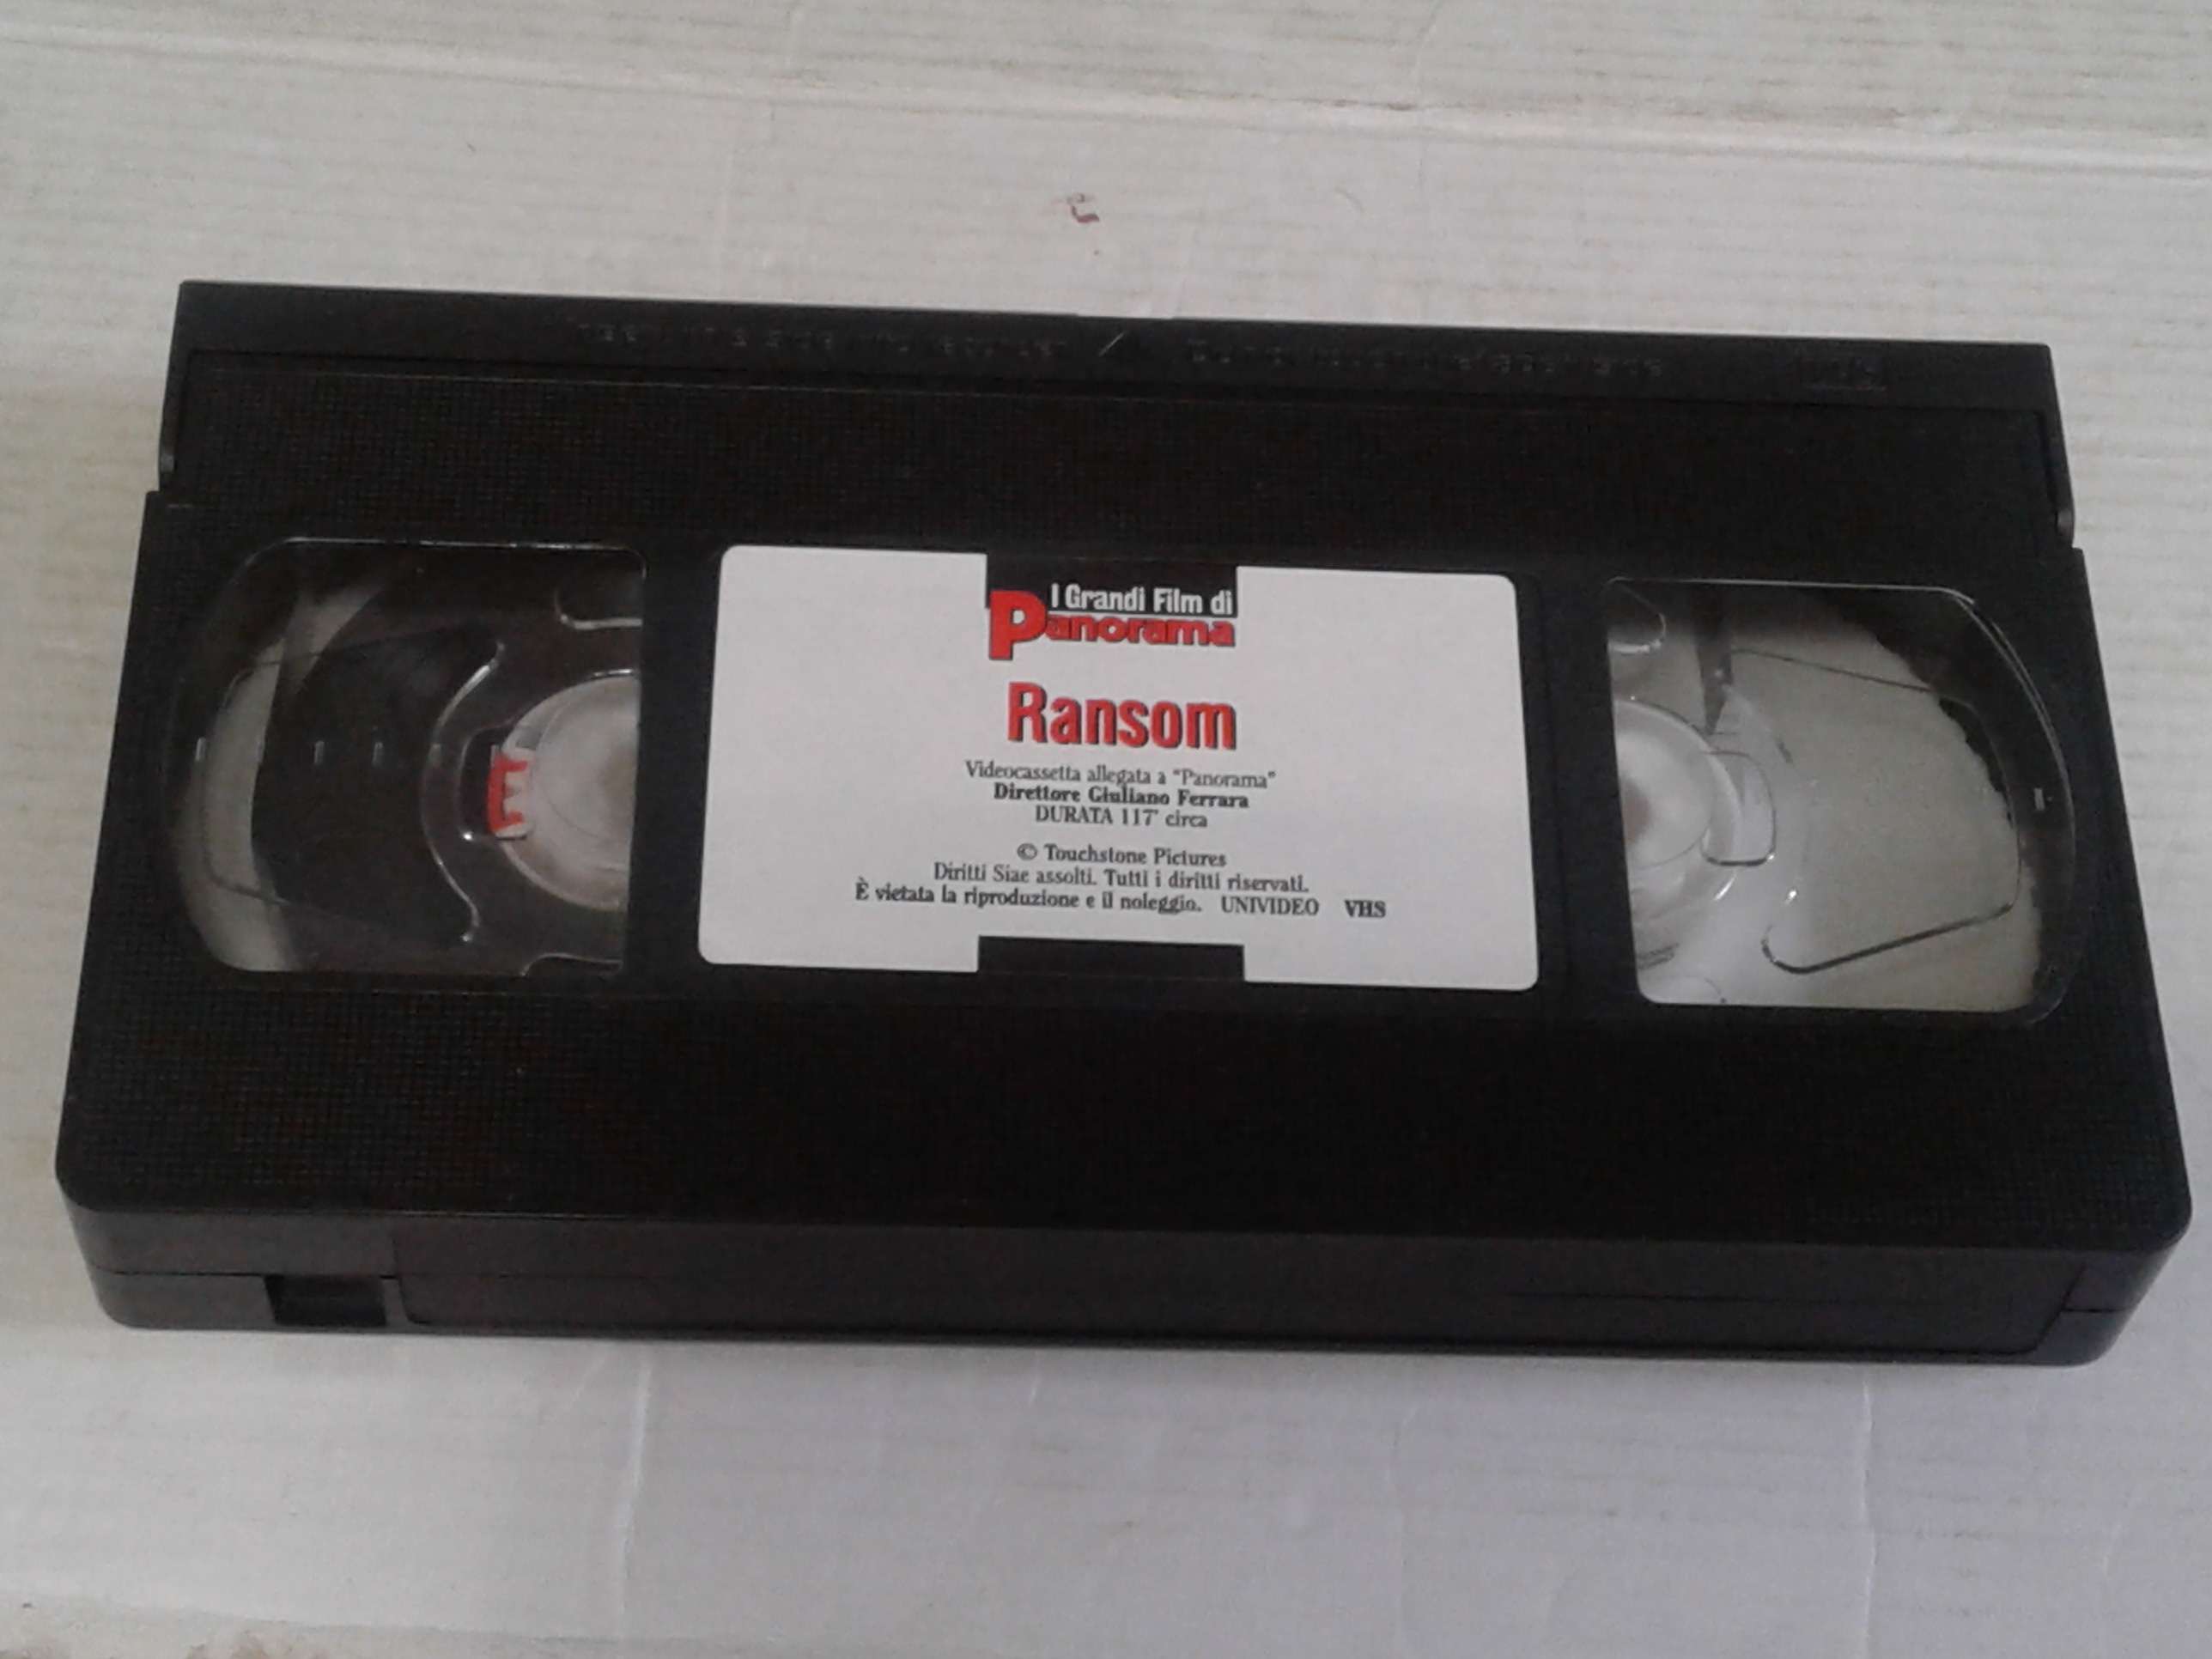 I Grandi Film di
Panorama
Ransom
Videocassetta allegata a "Panorama"
Direttore Giuliano Ferrara
DURATA 117' circa
© Touchstone Pictures
Diritti Siae assolti. Tutti i diritti riservati.
È vietata la riproduzione e il noleggio. UNIVIDEO VHS